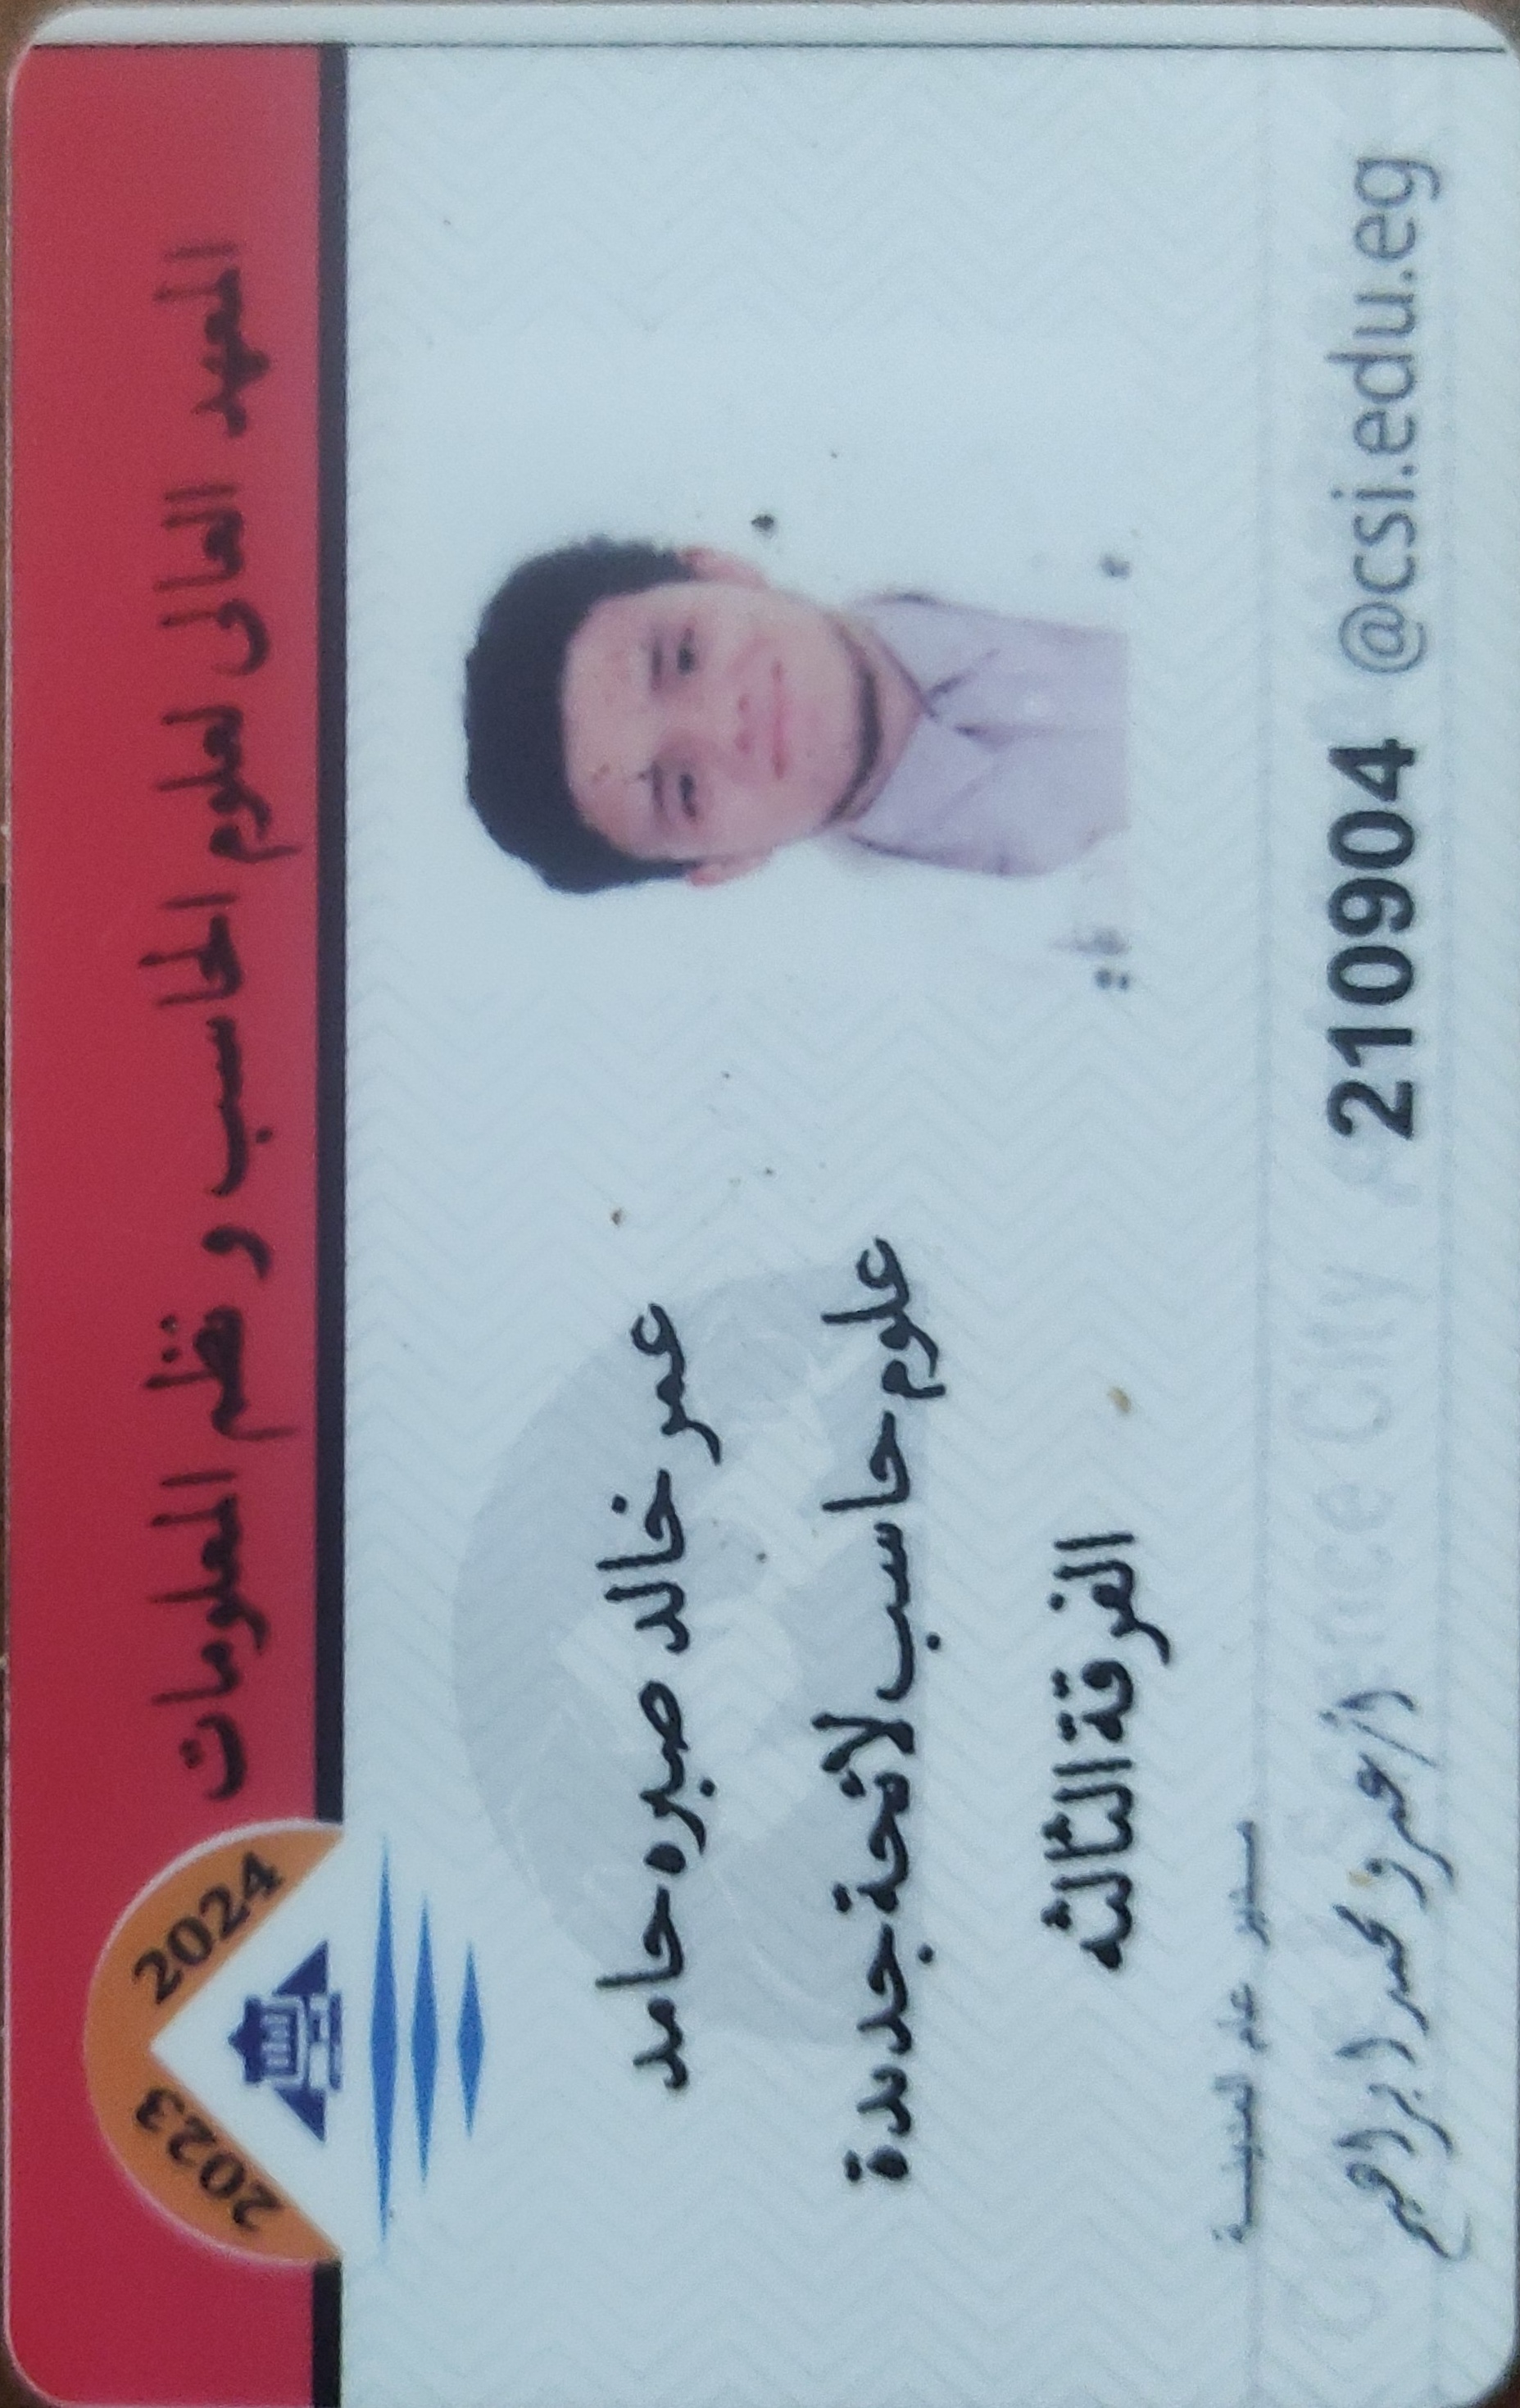 المعهد العالى لعلوم الحاسب و نظم المعلومات
2023 2024
عمر خالد صبره حامد
علوم حاسب لائحة جديدة
الفرقة الثالثه
مدير عام المدينة
أ/عمرو محمد ابراهيم
210904 @csi.edu.eg
Culture & Science City